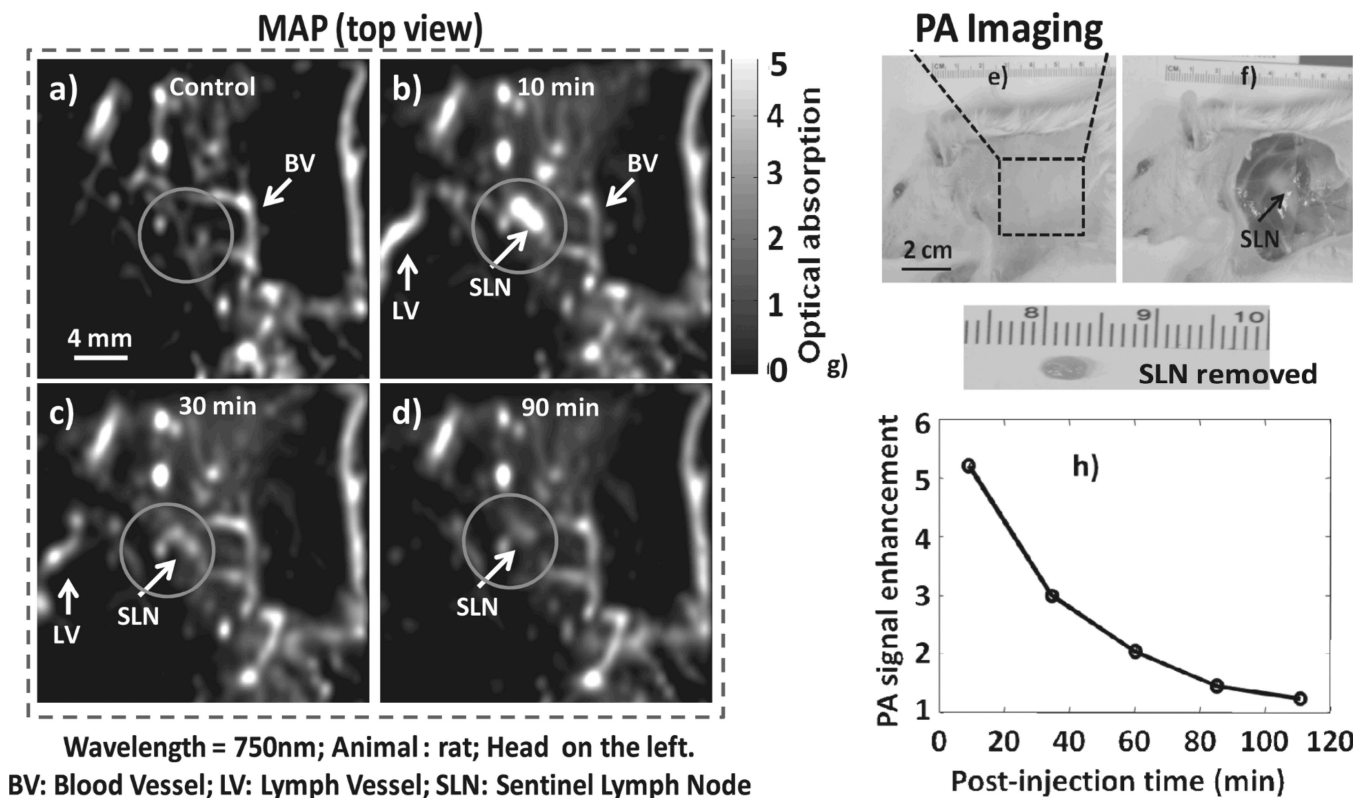 MAP (top view)
a)
Control
BV
4 mm
b)
10 min
BV
SLN
LV
5
4
3
2
1
0
Optical absorption
c)
30 min
SLN
LV
d)
90 min
SLN
Wavelength = 750nm; Animal : rat; Head on the left.
BV: Blood Vessel; LV: Lymph Vessel; SLN: Sentinel Lymph Node
PA Imaging
e)
2 cm
f)
SLN
g)
8 9 10
SLN removed
h)
PA signal enhancement
6
5
4
3
2
1
0 20 40 60 80 100 120
Post-injection time (min)